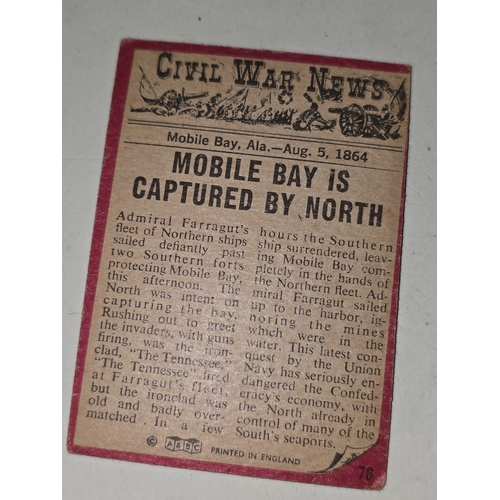 CIVIL WAR NEWS
Mobile Bay, Ala.—Aug. 5, 1864
MOBILE BAY IS
CAPTURED BY NORTH
Admiral Farragut's
fleet of Northern ships
sailed defiantly past
two Southern forts
protecting Mobile Bay,
this afternoon. The
North was intent on
capturing the bay.
Rushing out to greet
the invaders, with guns
firing, was the iron-
clad, "The Tennessee."
"The Tennessee" fired
at Farragut's fleet,
but the ironclad was
old and badly over-
matched. In a few
hours the Southern
ship surrendered, leav-
ing Mobile Bay com-
pletely in the hands of
the Northern fleet. Ad-
miral Farragut sailed
up to the harbor, ig-
noring the mines
which were in the
water. This latest con-
quest by the Union
Navy has seriously en-
dangered the Confed-
eracy's economy, with
the North already in
control of many of the
South's seaports.
© A&BC PRINTED IN ENGLAND
76